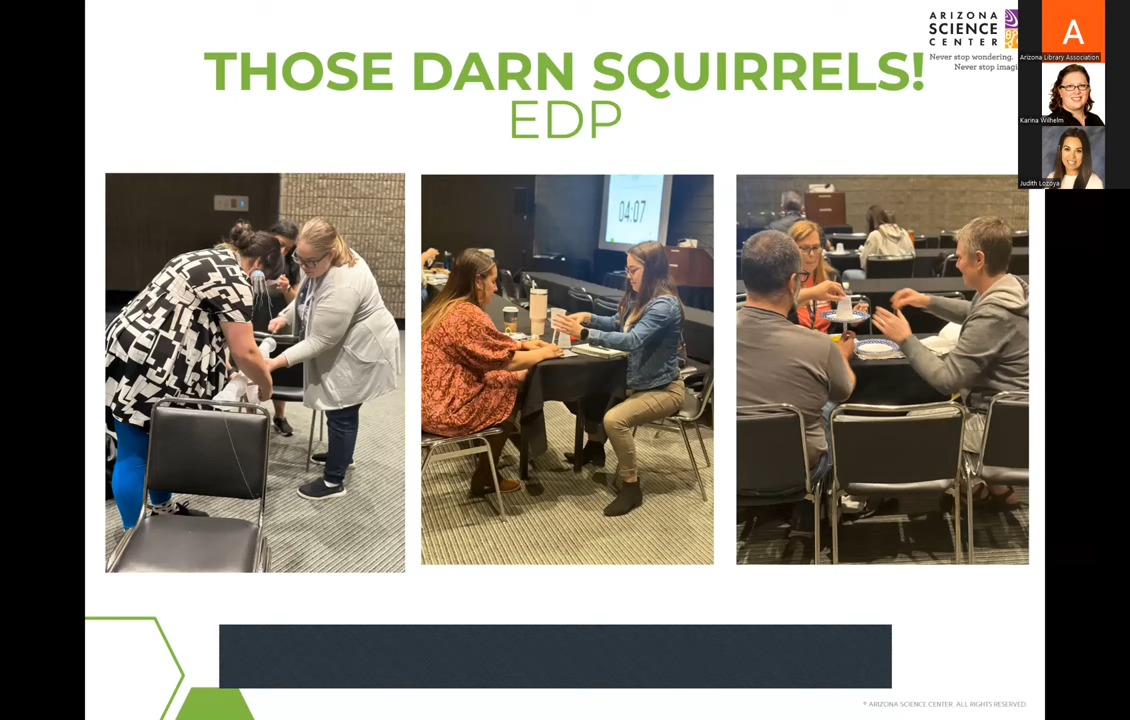 THOSE DARN SQUIRRELS!
EDP
ARIZONA
SCIENCE
CENTER
Never stop wondering.
Never stop imagi
A
Arizona Library Association
Karina Wilhelm
Judith Lozoya
04:07
© ARIZONA SCIENCE CENTER. ALL RIGHTS RESERVED.